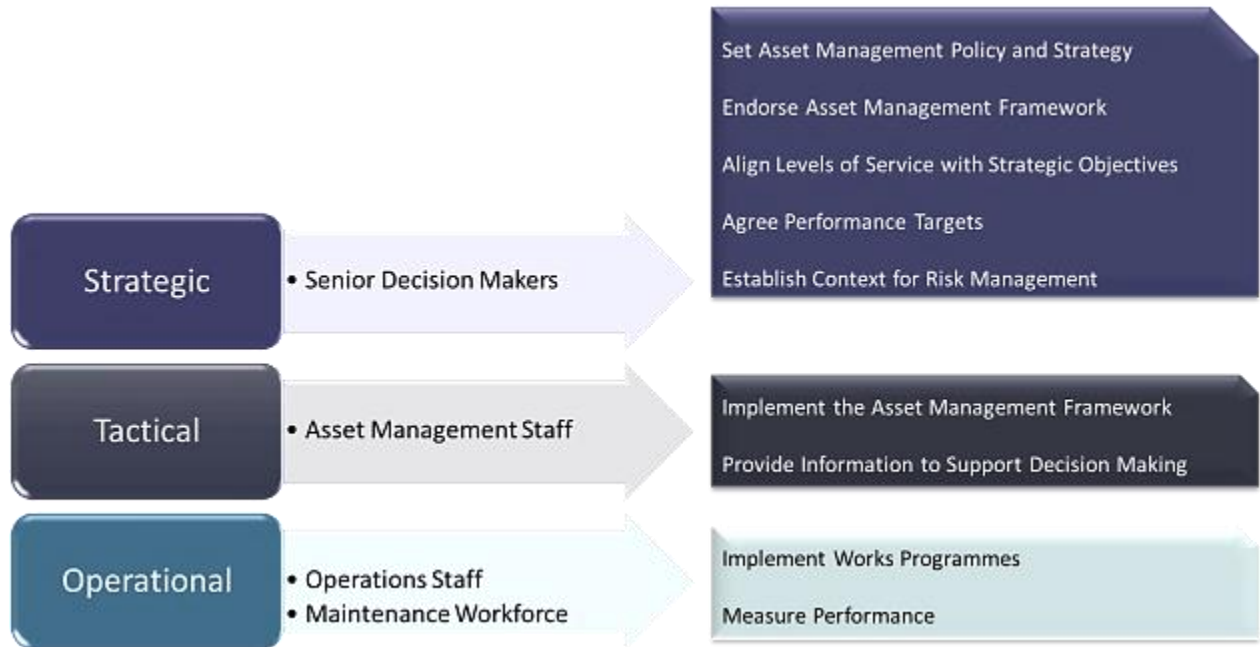 Strategic
• Senior Decision Makers
Set Asset Management Policy and Strategy
Endorse Asset Management Framework
Align Levels of Service with Strategic Objectives
Agree Performance Targets
Establish Context for Risk Management
Tactical
• Asset Management Staff
Implement the Asset Management Framework
Provide Information to Support Decision Making
Operational
• Operations Staff
• Maintenance Workforce
Implement Works Programmes
Measure Performance